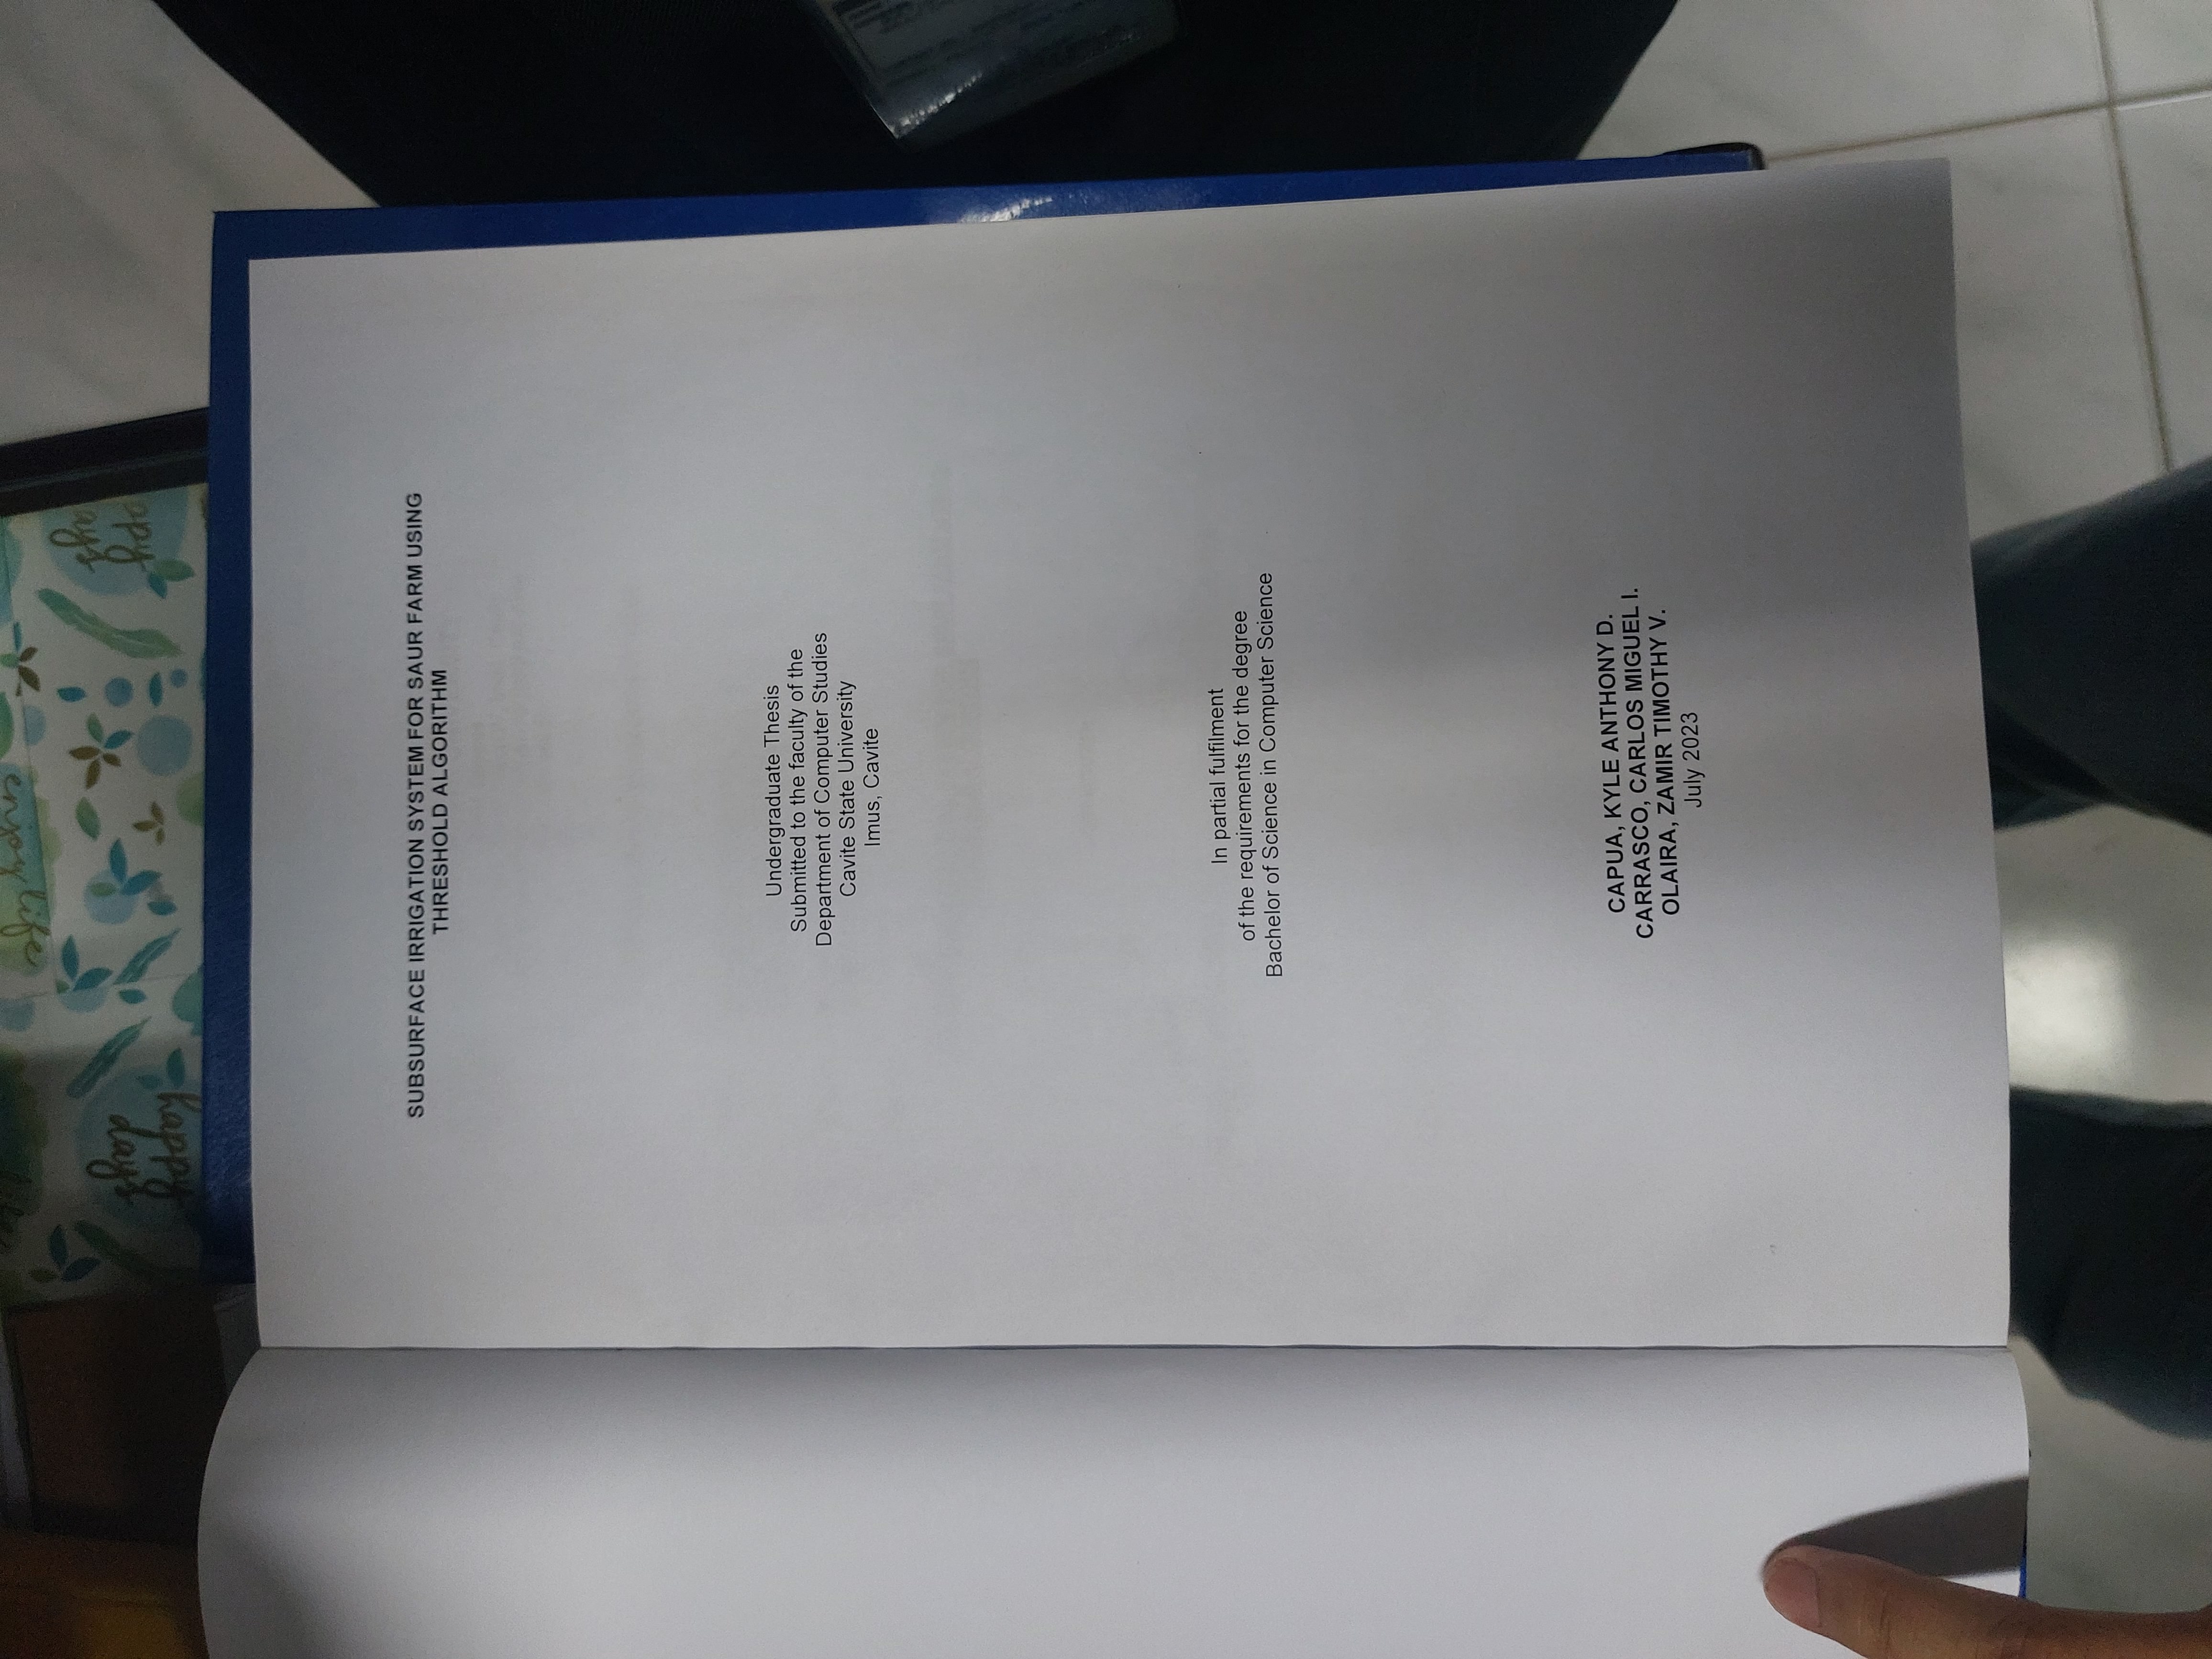 happy
days
SUBSURFACE IRRIGATION SYSTEM FOR SAUR FARM USING
THRESHOLD ALGORITHM
Undergraduate Thesis
Submitted to the faculty of the
Department of Computer Studies
Cavite State University
Imus, Cavite
In partial fulfilment
of the requirements for the degree
Bachelor of Science in Computer Science
CAPUA, KYLE ANTHONY D.
CARRASCO, CARLOS MIGUEL I.
OLAIRA, ZAMIR TIMOTHY V.
July 2023